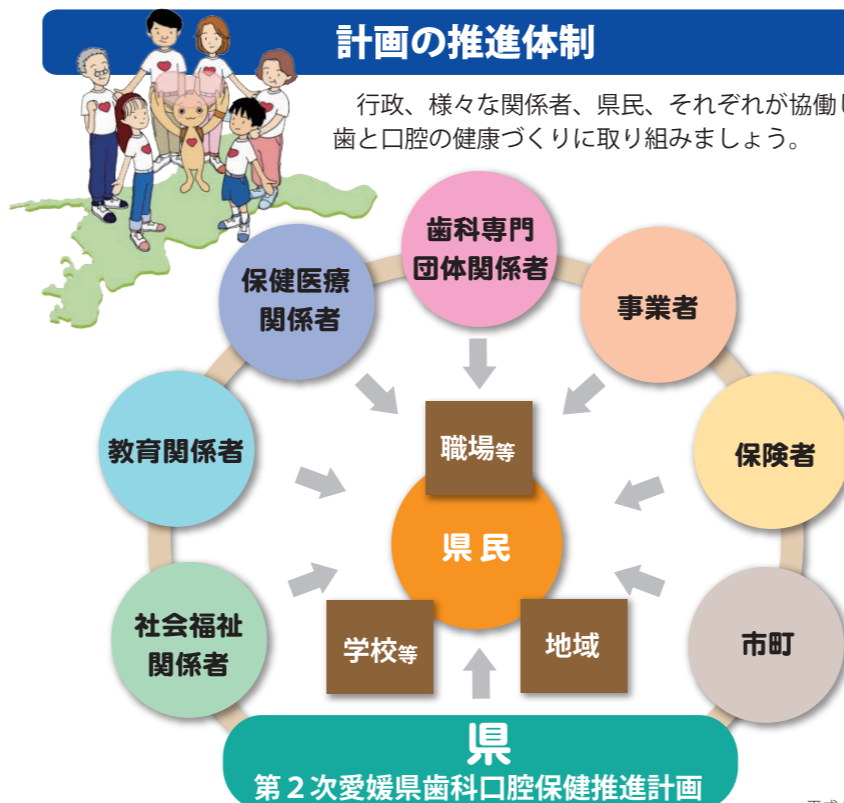 計画の推進体制
行政、様々な関係者、県民、それぞれが協働し
歯と口腔の健康づくりに取り組みましょう。
歯科専門
団体関係者
保健医療
関係者
事業者
教育関係者
職場等
保険者
県民
社会福祉
関係者
学校等
地域
市町
県
第2次愛媛県歯科口腔保健推進計画